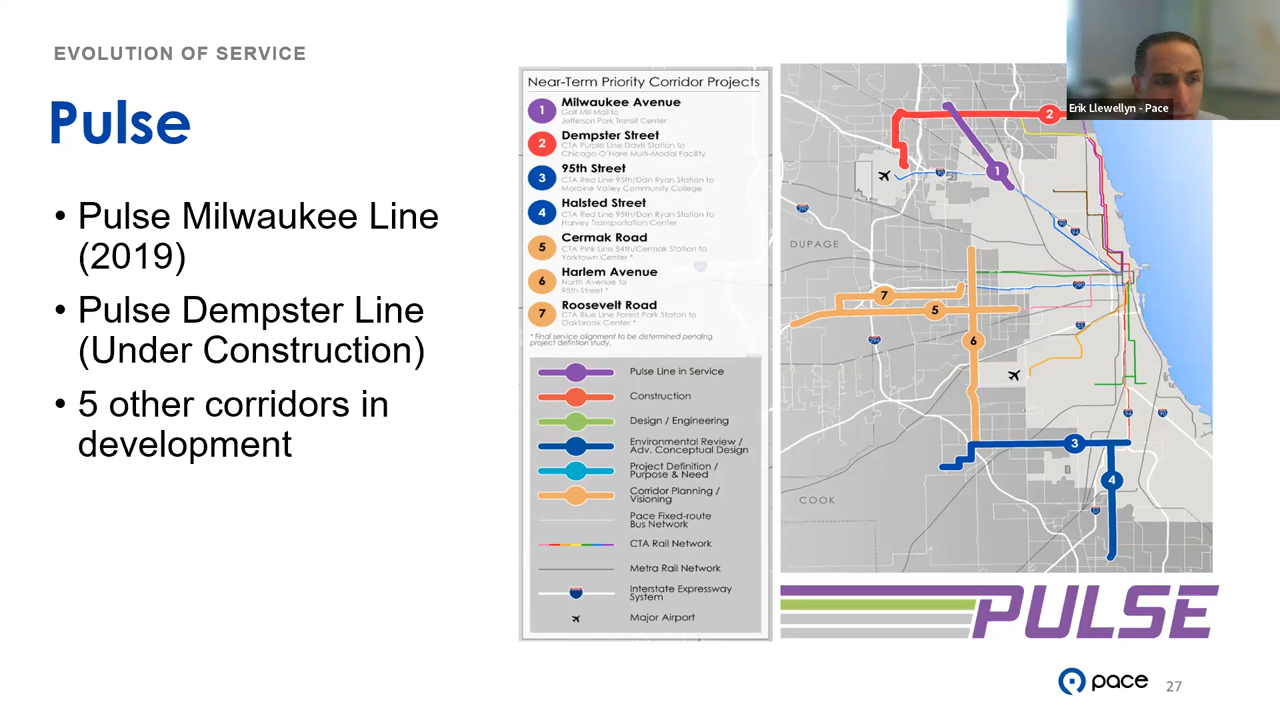 EVOLUTION OF SERVICE
Pulse
• Pulse Milwaukee Line
(2019)
• Pulse Dempster Line
(Under Construction)
• 5 other corridors in
development
Near-Term Priority Corridor Projects
1
Milwaukee Avenue
Golf Mill Mall to
Jefferson Park Transit Center
2
Dempster Street
CTA Purple Line Davis Station to
Chicago-O'Hare Multi-Modal Facility
3
95th Street
CTA Red Line 95th/Dan Ryan Station to
Moraine Valley Community College
4
Halsted Street
CTA Red Line 95th/Dan Ryan Station to
Harvey Transportation Center
5
Cermak Road
CTA Pink Line 54th/Cermak Station to
Yorktown Center *
6
Harlem Avenue
North Avenue to
95th Street *
7
Roosevelt Road
CTA Blue Line Forest Park Station to
Oakbrook Center *
* Final service alignment to be determined pending
project definition study.
Pulse Line in Service
Construction
Design / Engineering
Environmental Review /
Adv. Conceptual Design
Project Definition /
Purpose & Need
Corridor Planning /
Visioning
Pace Fixed-route
Bus Network
CTA Rail Network
Metra Rail Network
Interstate Expressway
System
Major Airport
Erik Llewellyn - Pace
2
1
DUPAGE
7
5
6
3
4
COOK
PULSE
pace
27